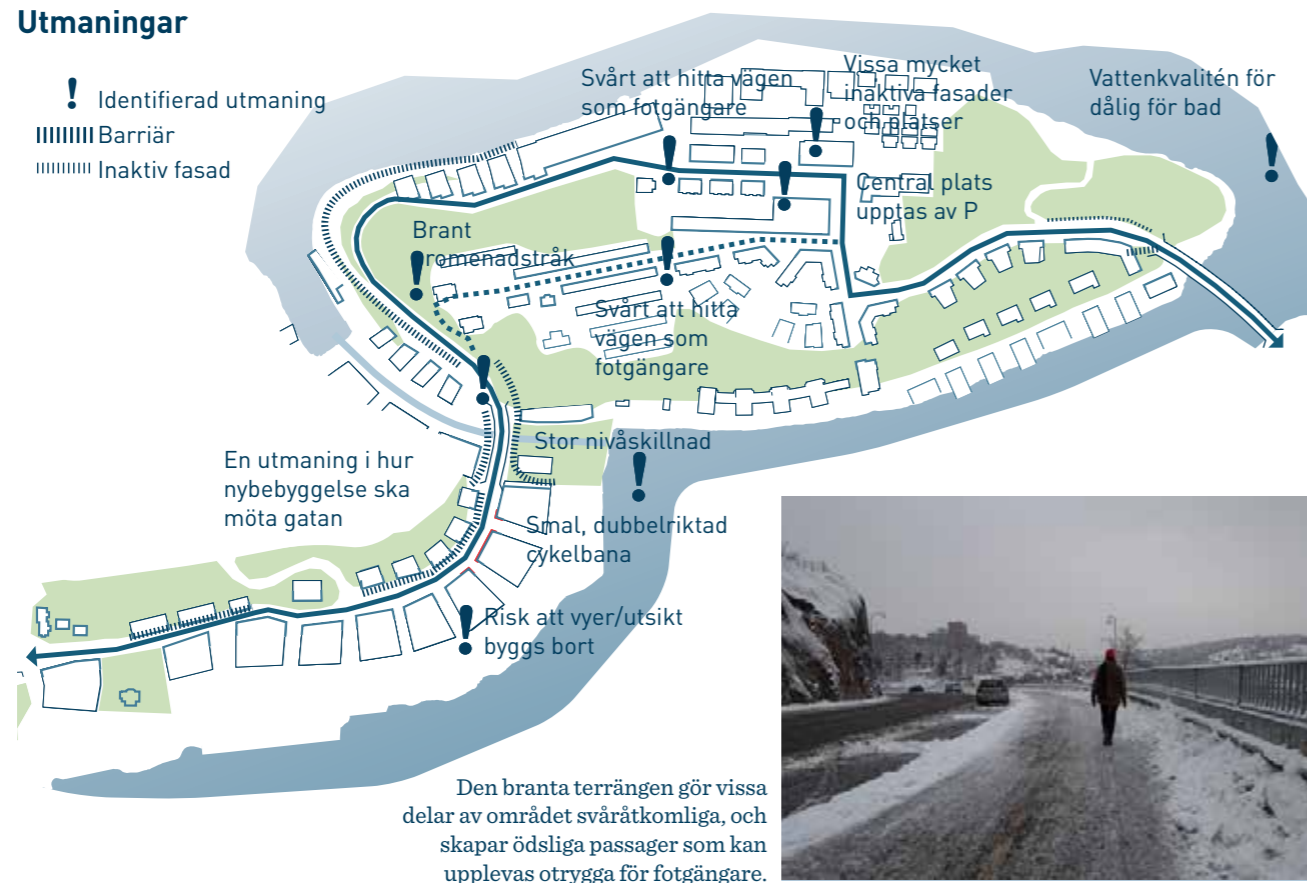 Utmaningar
Identifierad utmaning
Barriär
Inaktiv fasad
Svårt att hitta vägen
som fotgängare
Vissa mycket
inaktiva fasader
och platser
Vattenkvalitén för
dålig för bad
Central plats
upptas av P
Brant
promenadstråk
Svårt att hitta
vägen som
fotgängare
Stor nivåskillnad
En utmaning i hur
nybebyggelse ska
möta gatan
Smal, dubbelriktad
cykelbana
Risk att vyer/utsikt
byggs bort
Den branta terrängen gör vissa
delar av området svåråtkomliga, och
skapar ödsliga passager som kan
upplevas otrygga för fotgängare.